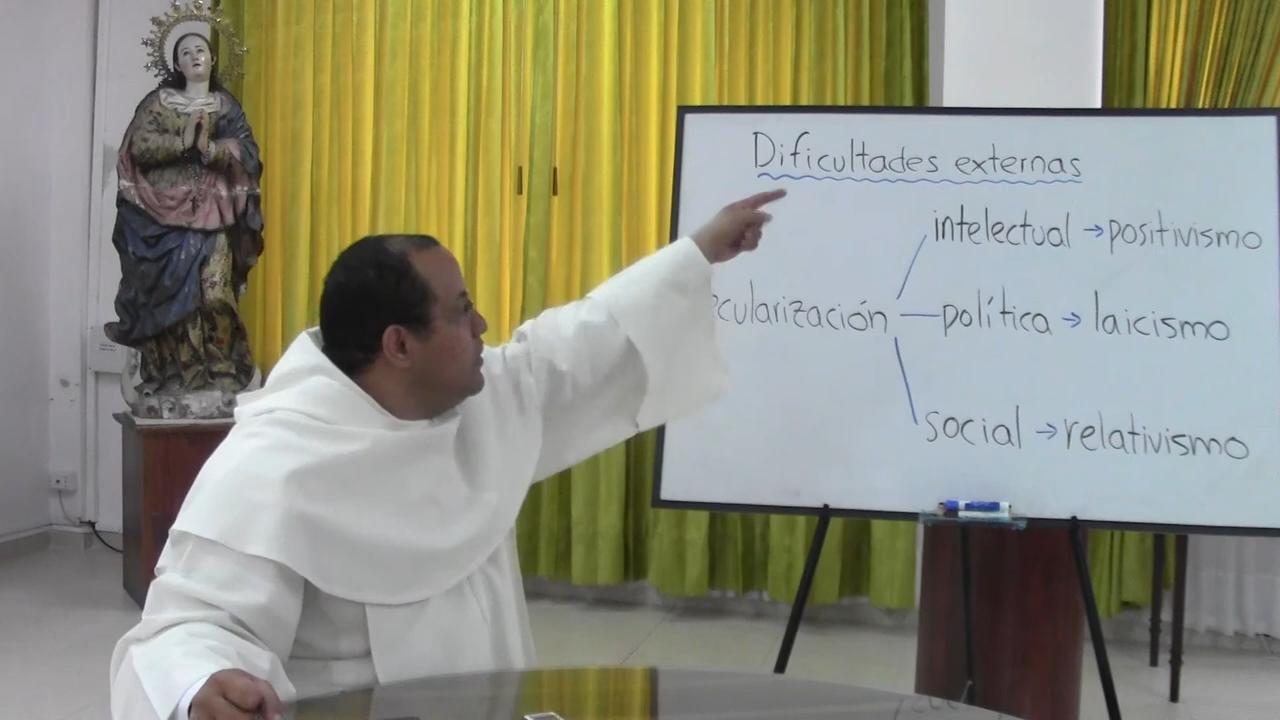 Dificultades externas
intelectual → positivismo
cularización — política → laicismo
social → relativismo